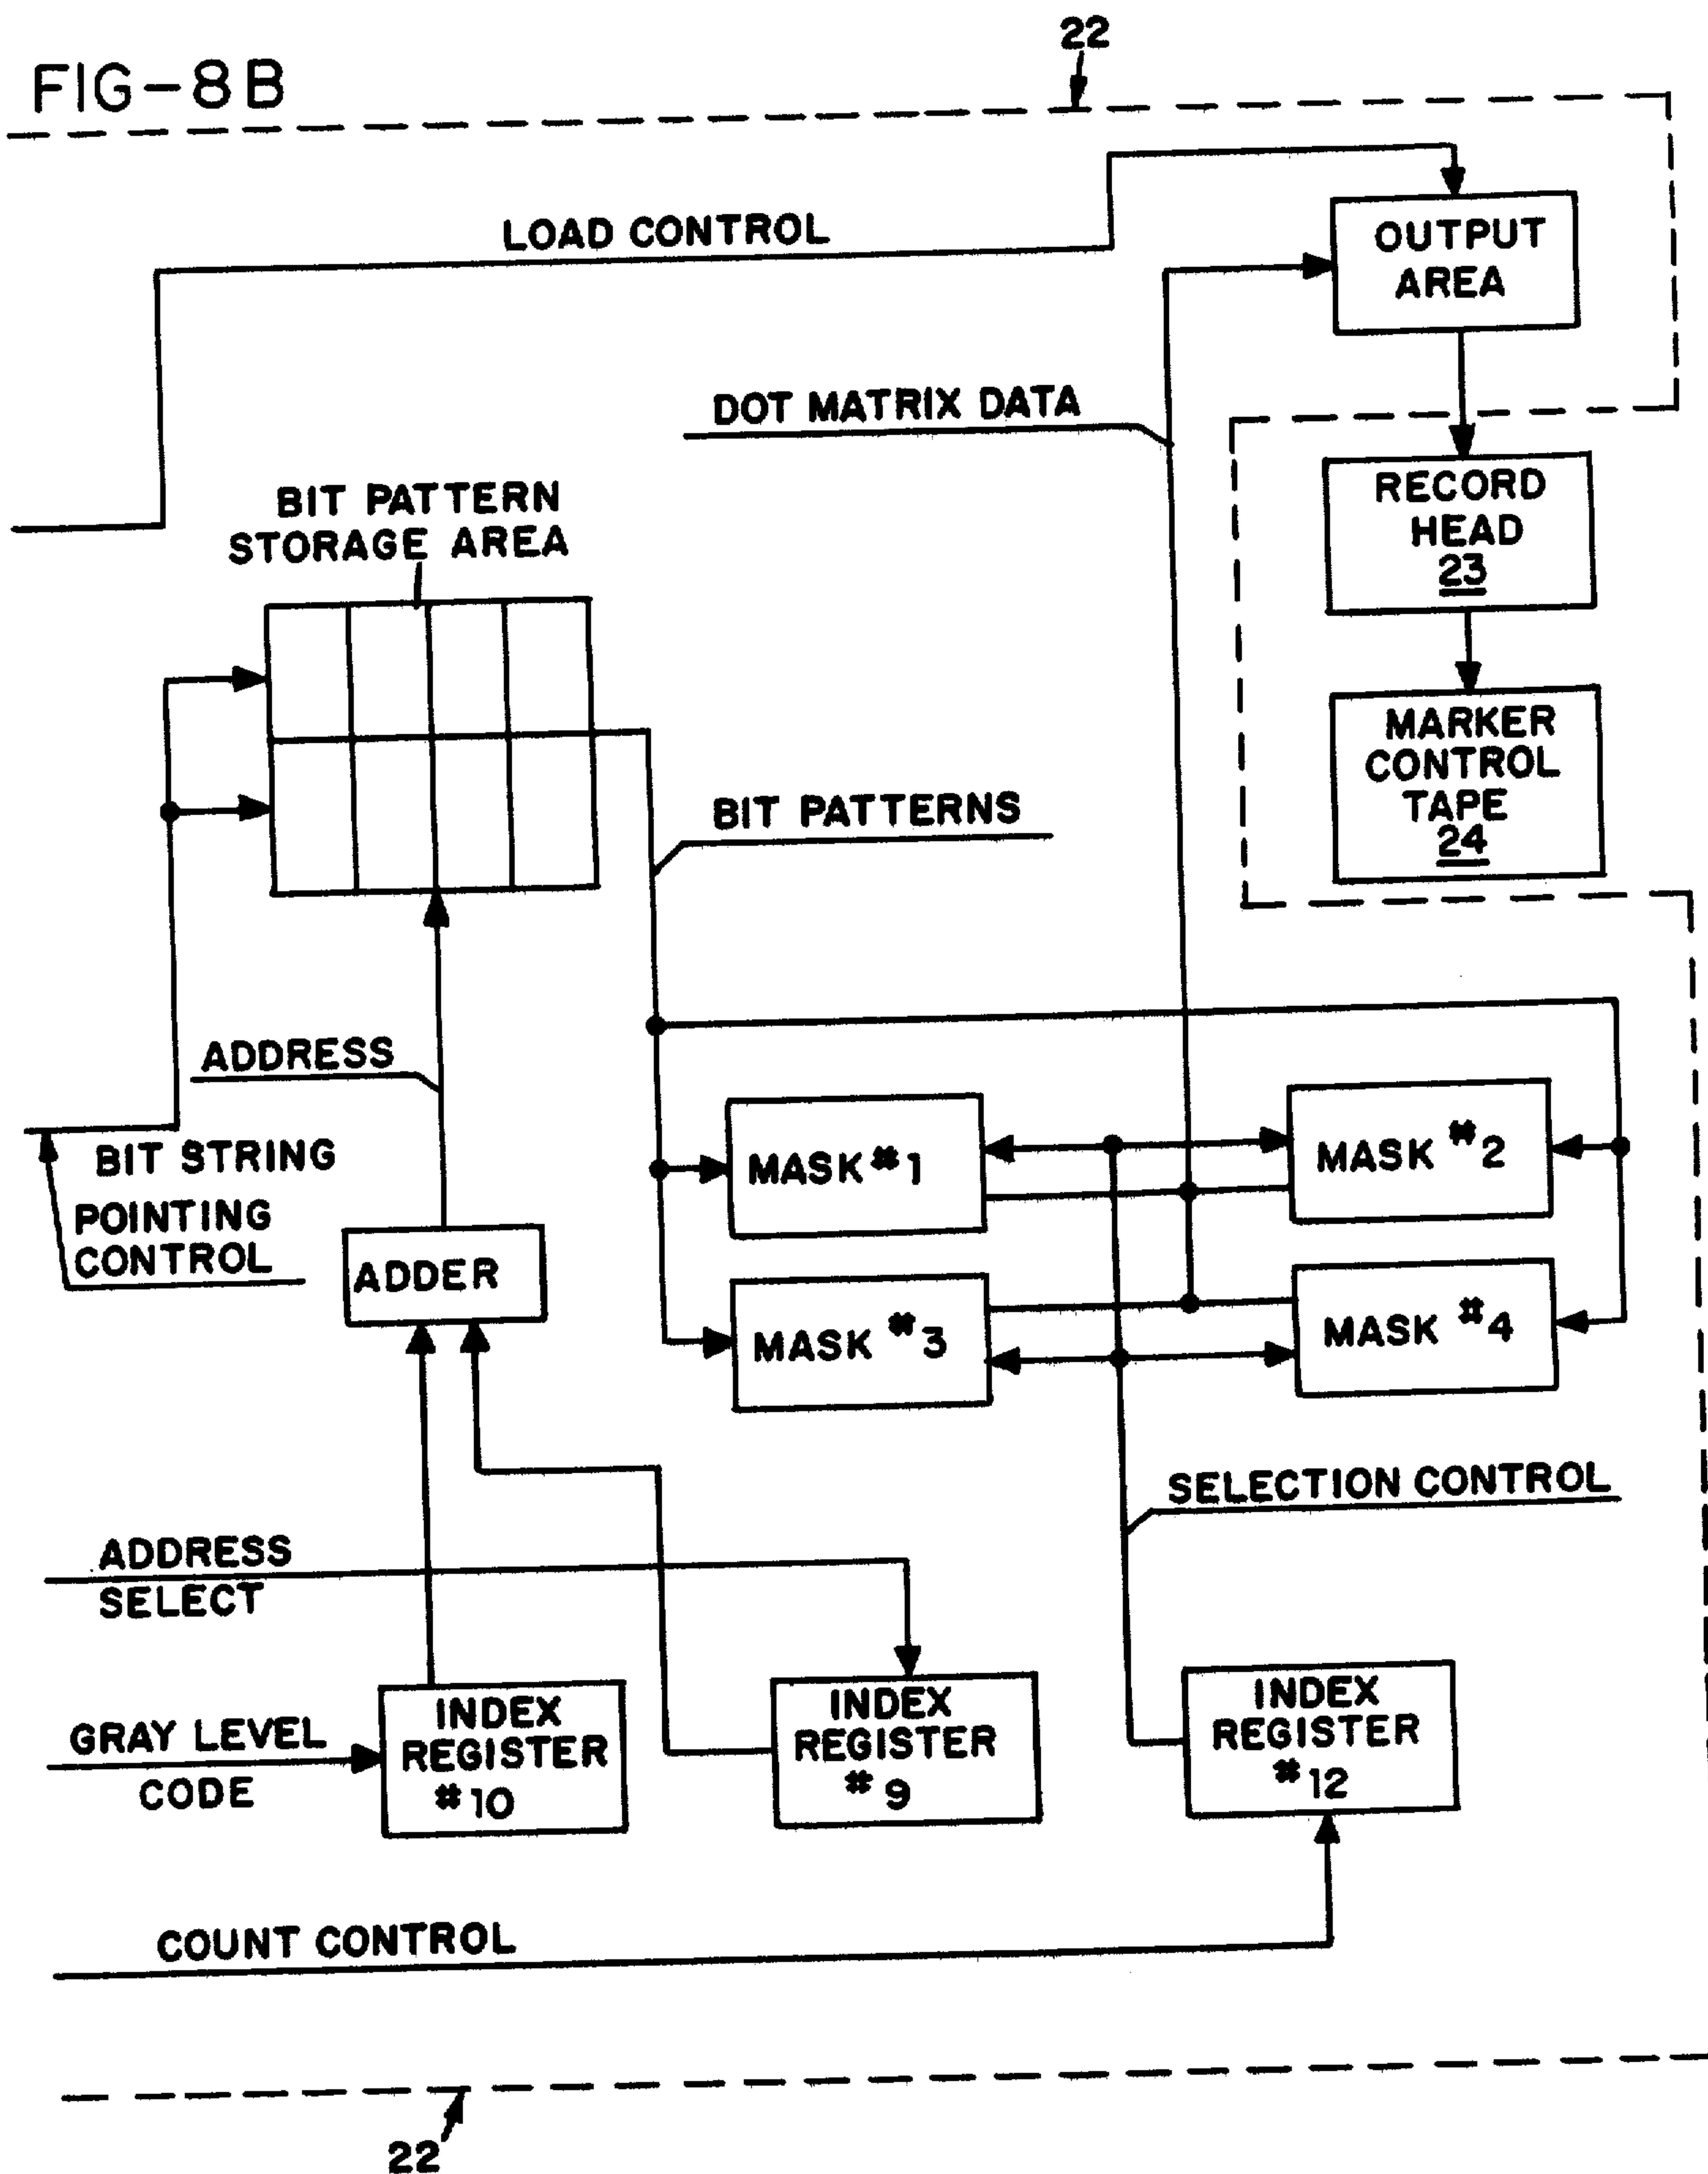 FIG-8B
22
LOAD CONTROL
OUTPUT
AREA
DOT MATRIX DATA
RECORD
HEAD
23
BIT PATTERN
STORAGE AREA
MARKER
CONTROL
TAPE
24
BIT PATTERNS
ADDRESS
BIT STRING
POINTING
CONTROL
MASK #1
MASK #2
ADDER
MASK #3
MASK #4
SELECTION CONTROL
ADDRESS
SELECT
GRAY LEVEL
CODE
INDEX
REGISTER
#10
INDEX
REGISTER
#9
INDEX
REGISTER
#12
COUNT CONTROL
22